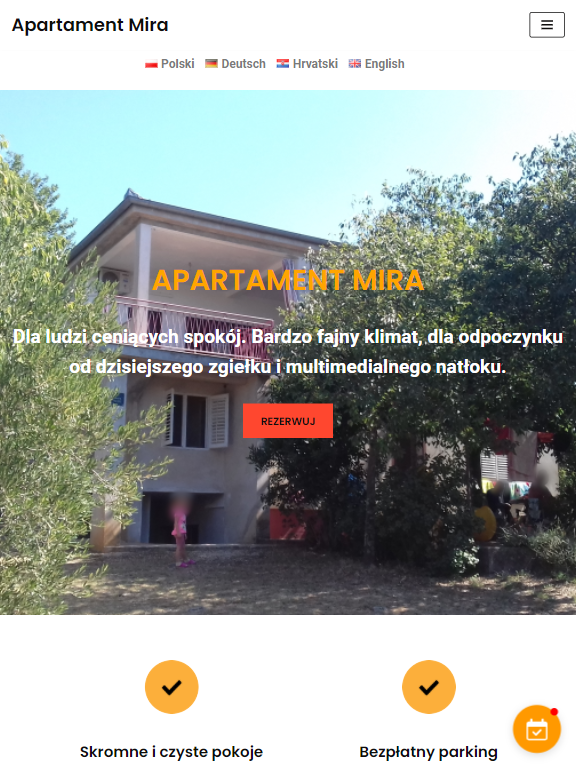 Apartament Mira
Polski Deutsch Hrvatski English
APARTAMENT MIRA
Dla ludzi ceniących spokój. Bardzo fajny klimat, dla odpoczynku
od dzisiejszego zgiełku i multimedialnego natłoku.
REZERWUJ
Skromne i czyste pokoje
Bezpłatny parking